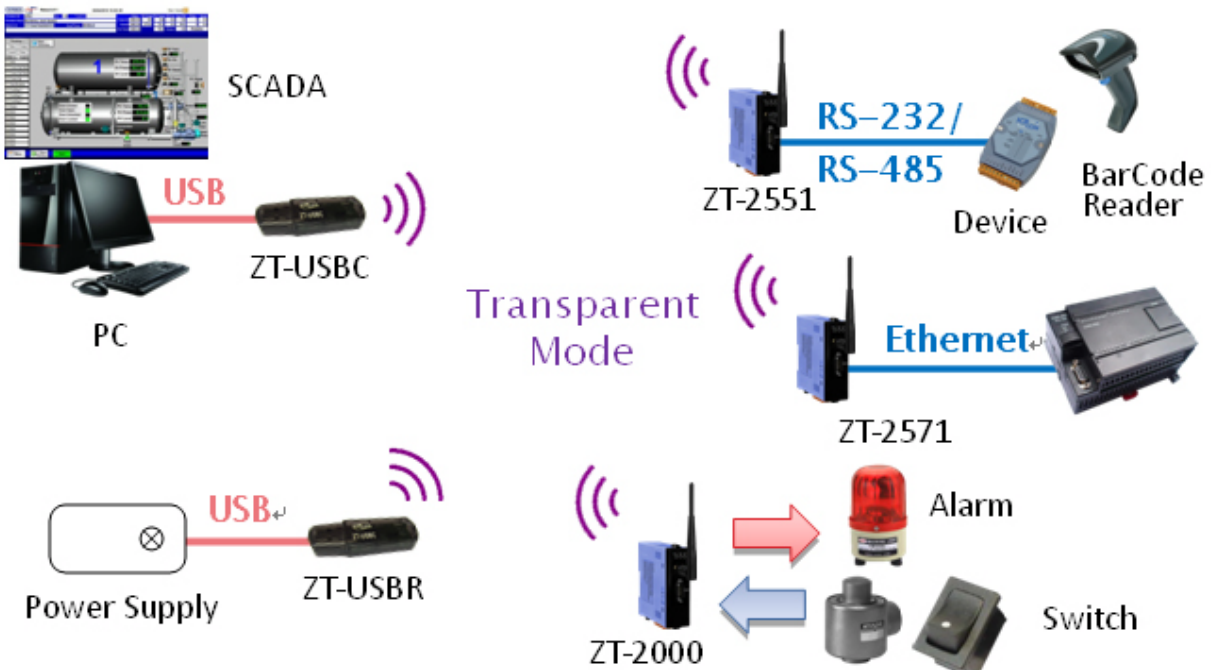 SCADA
USB
ZT-USBC
PC
RS-232/
RS-485
ZT-2551
Device
BarCode
Reader
Transparent
Mode
Ethernet
ZT-2571
USB
ZT-USBR
Power Supply
ZT-2000
Alarm
Switch
1